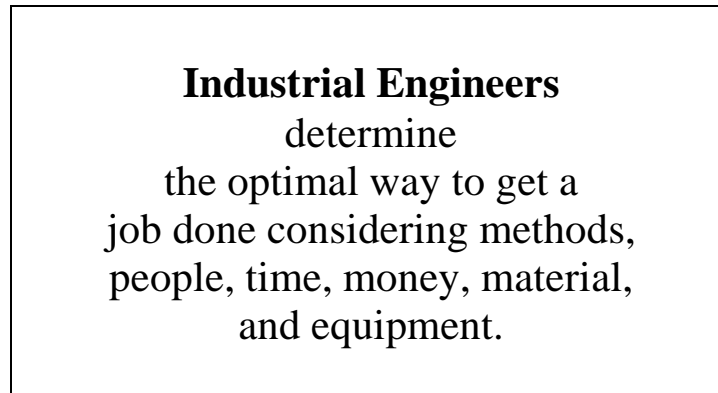 Industrial Engineers
determine
the optimal way to get a
job done considering methods,
people, time, money, material,
and equipment.